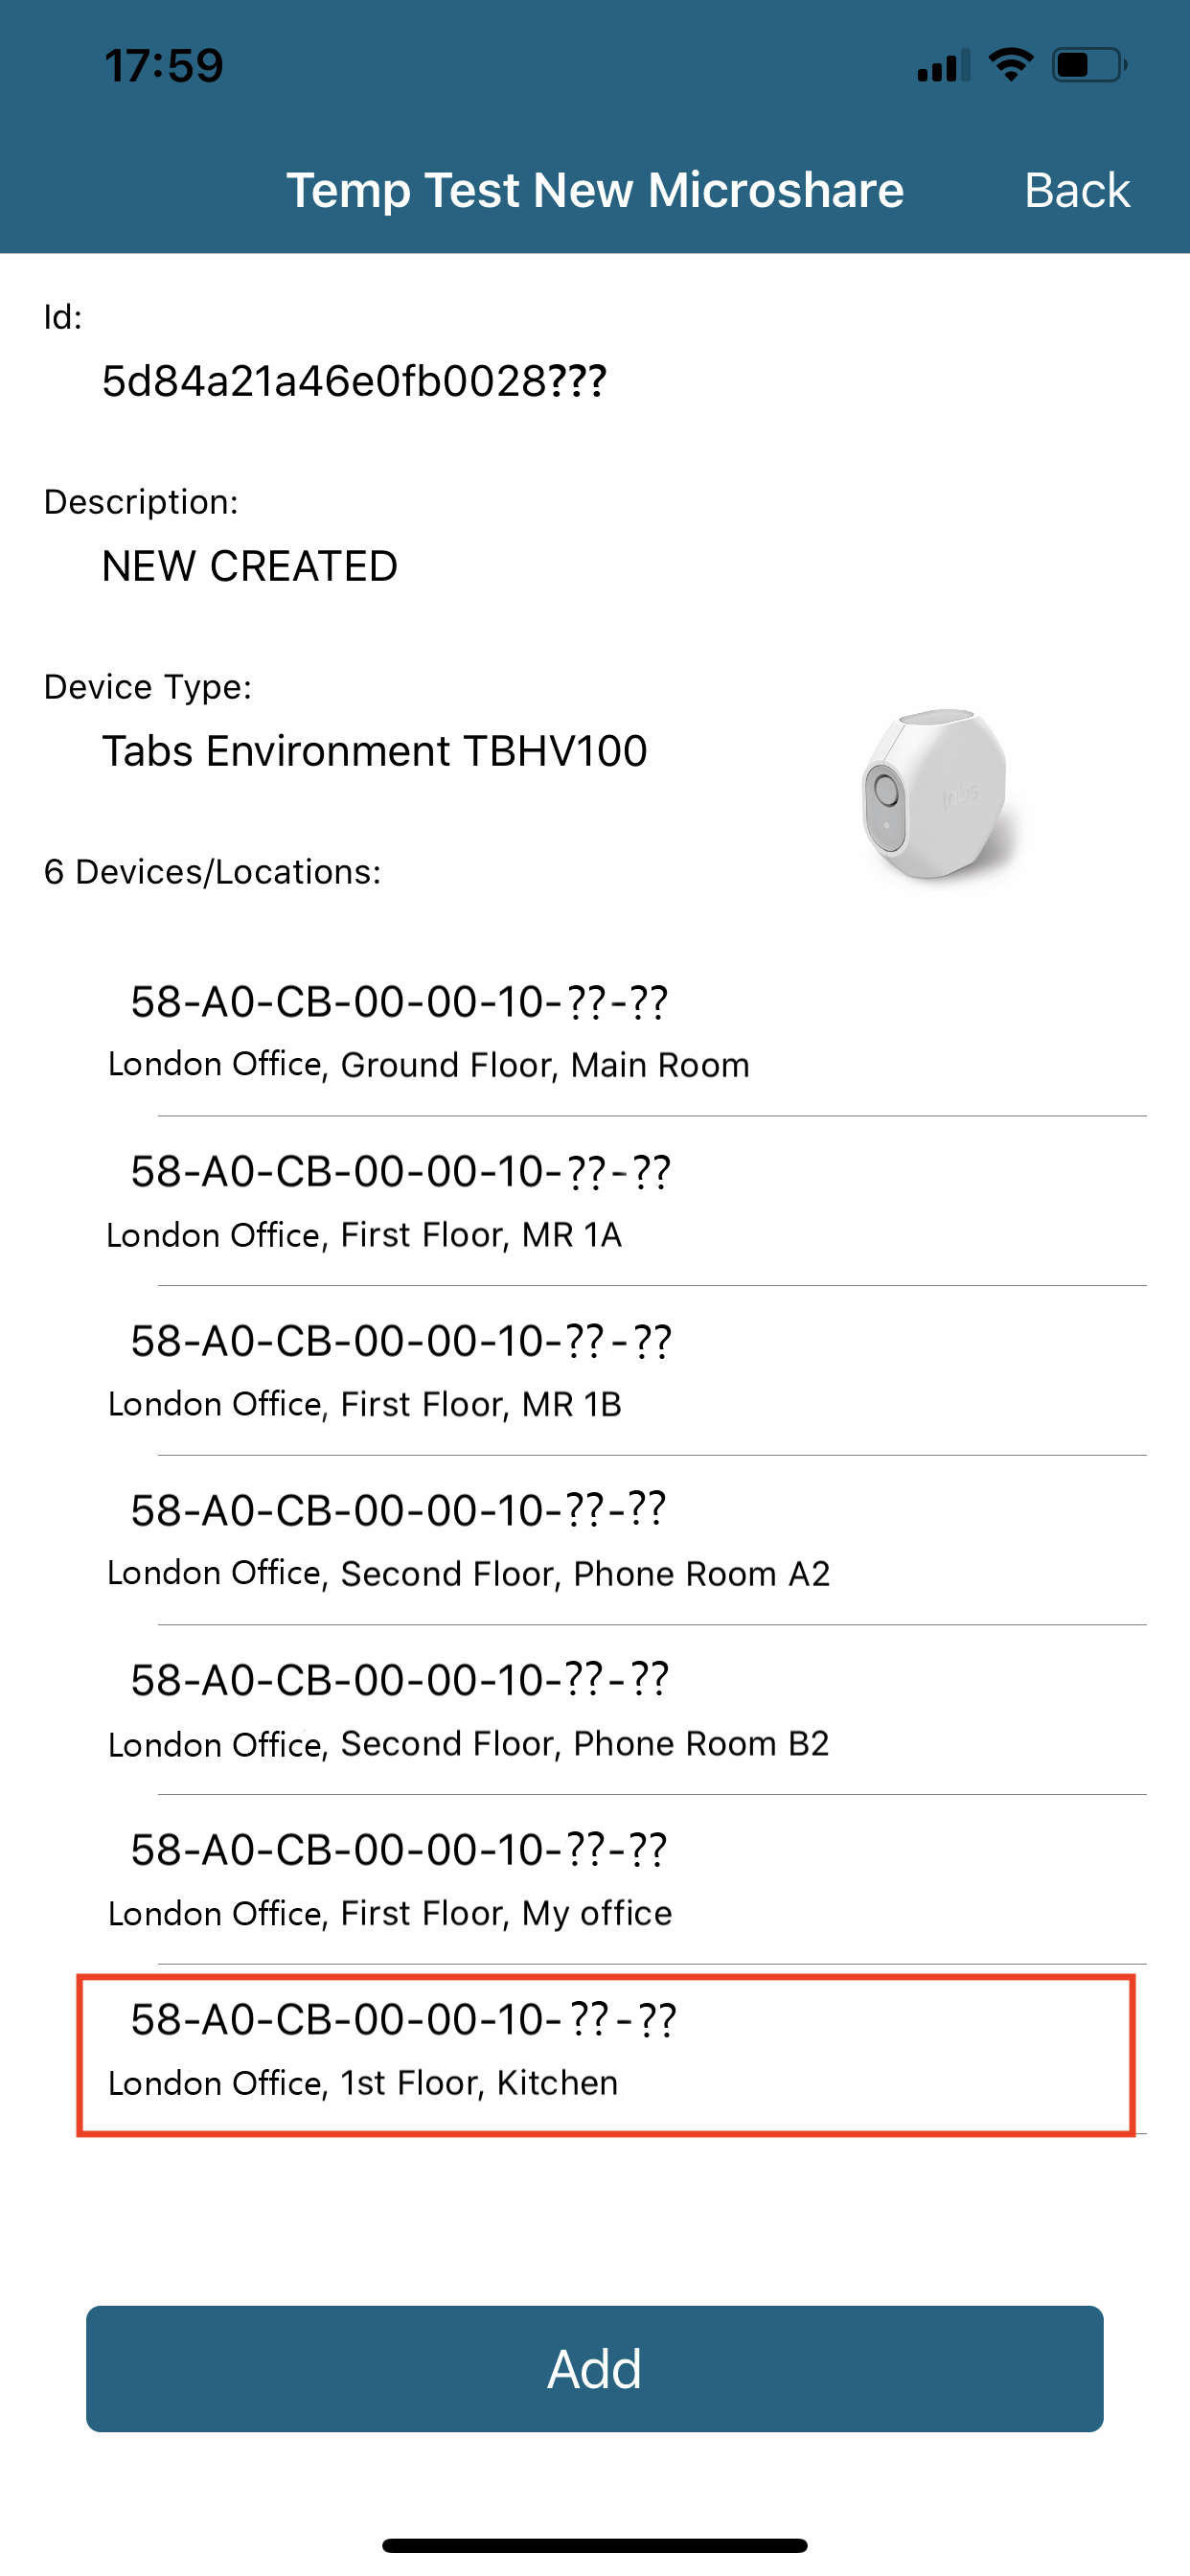 17:59
Temp Test New Microshare Back
Id:
5d84a21a46e0fb0028???
Description:
NEW CREATED
Device Type:
Tabs Environment TBHV100
tabs
6 Devices/Locations:
58-A0-CB-00-00-10-??-??
London Office, Ground Floor, Main Room
58-A0-CB-00-00-10-??-??
London Office, First Floor, MR 1A
58-A0-CB-00-00-10-??-??
London Office, First Floor, MR 1B
58-A0-CB-00-00-10-??-??
London Office, Second Floor, Phone Room A2
58-A0-CB-00-00-10-??-??
London Office, Second Floor, Phone Room B2
58-A0-CB-00-00-10-??-??
London Office, First Floor, My office
58-A0-CB-00-00-10-??-??
London Office, 1st Floor, Kitchen
Add